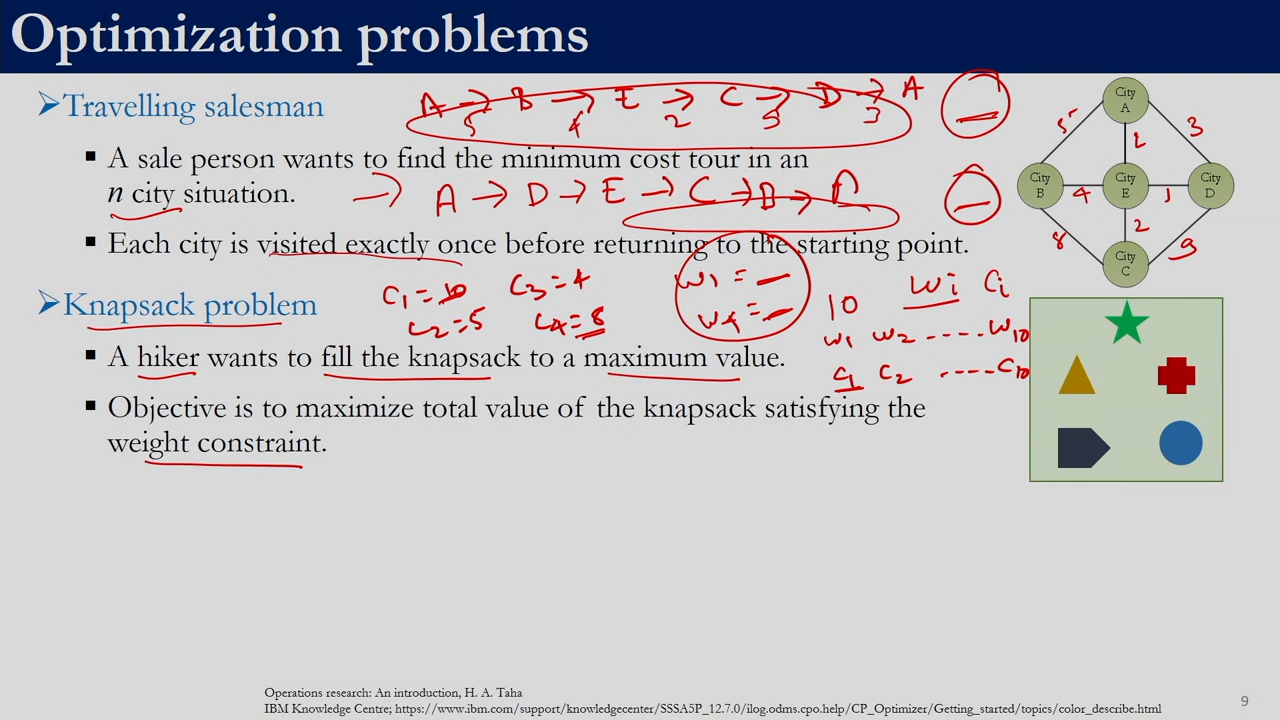 Optimization problems
➢Travelling salesman
A → B → E → C → D → A
5 4 2 3
▪ A sale person wants to find the minimum cost tour in an
n city situation.
→ A → D → E → C → B → A
▪ Each city is visited exactly once before returning to the starting point.
➢Knapsack problem
C1 = 10 C3 = 4
C2 = 5 C4 = 8
W1 =
W4 =
10 Wi Ci
W1 W2 ---- W10
C1 C2 ---- C10
▪ A hiker wants to fill the knapsack to a maximum value.
▪ Objective is to maximize total value of the knapsack satisfying the
weight constraint.
City A
5 2 3
City B
4
City E
1
City D
8 2 9
City C
Operations research: An introduction, H. A. Taha
IBM Knowledge Centre; https://www.ibm.com/support/knowledgecenter/SSSA5P_12.7.0/ilog.odms.cpo.help/CP_Optimizer/Getting_started/topics/color_describe.html
9